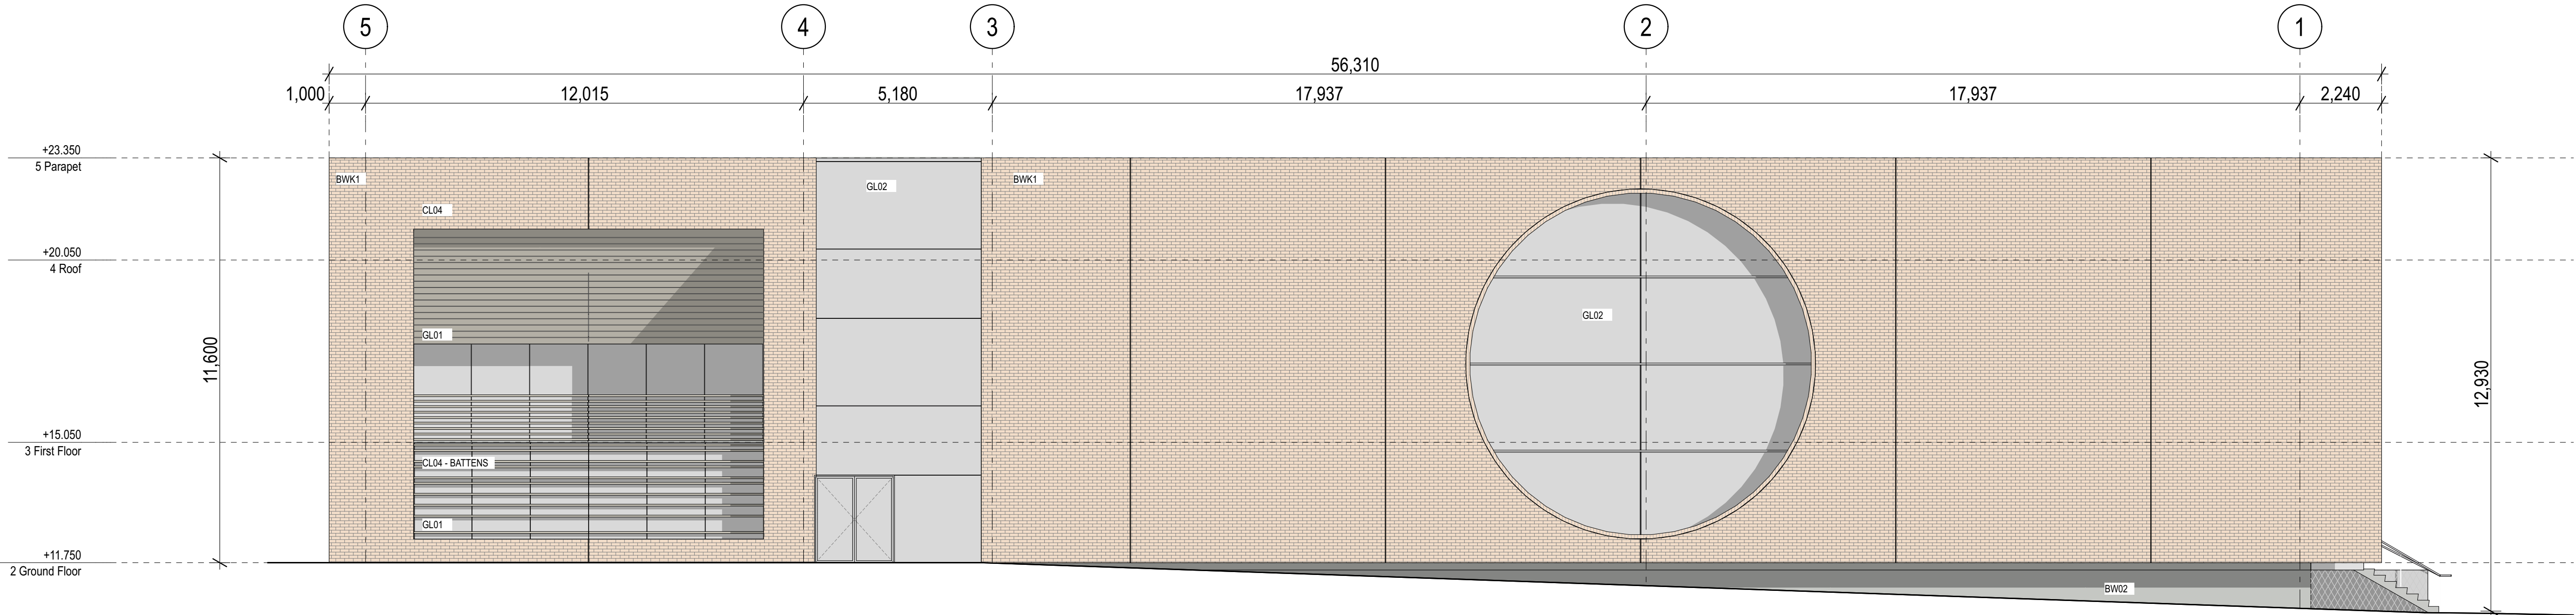 5 4 3 2 1
56,310
1,000 12,015 5,180 17,937 17,937 2,240
+23.350
5 Parapet
BWK1 GL02 BWK1
CL04
+20.050
4 Roof
GL02
GL01
11,600
12,930
+15.050
3 First Floor
CL04 - BATTENS
GL01
+11.750
2 Ground Floor
BW02